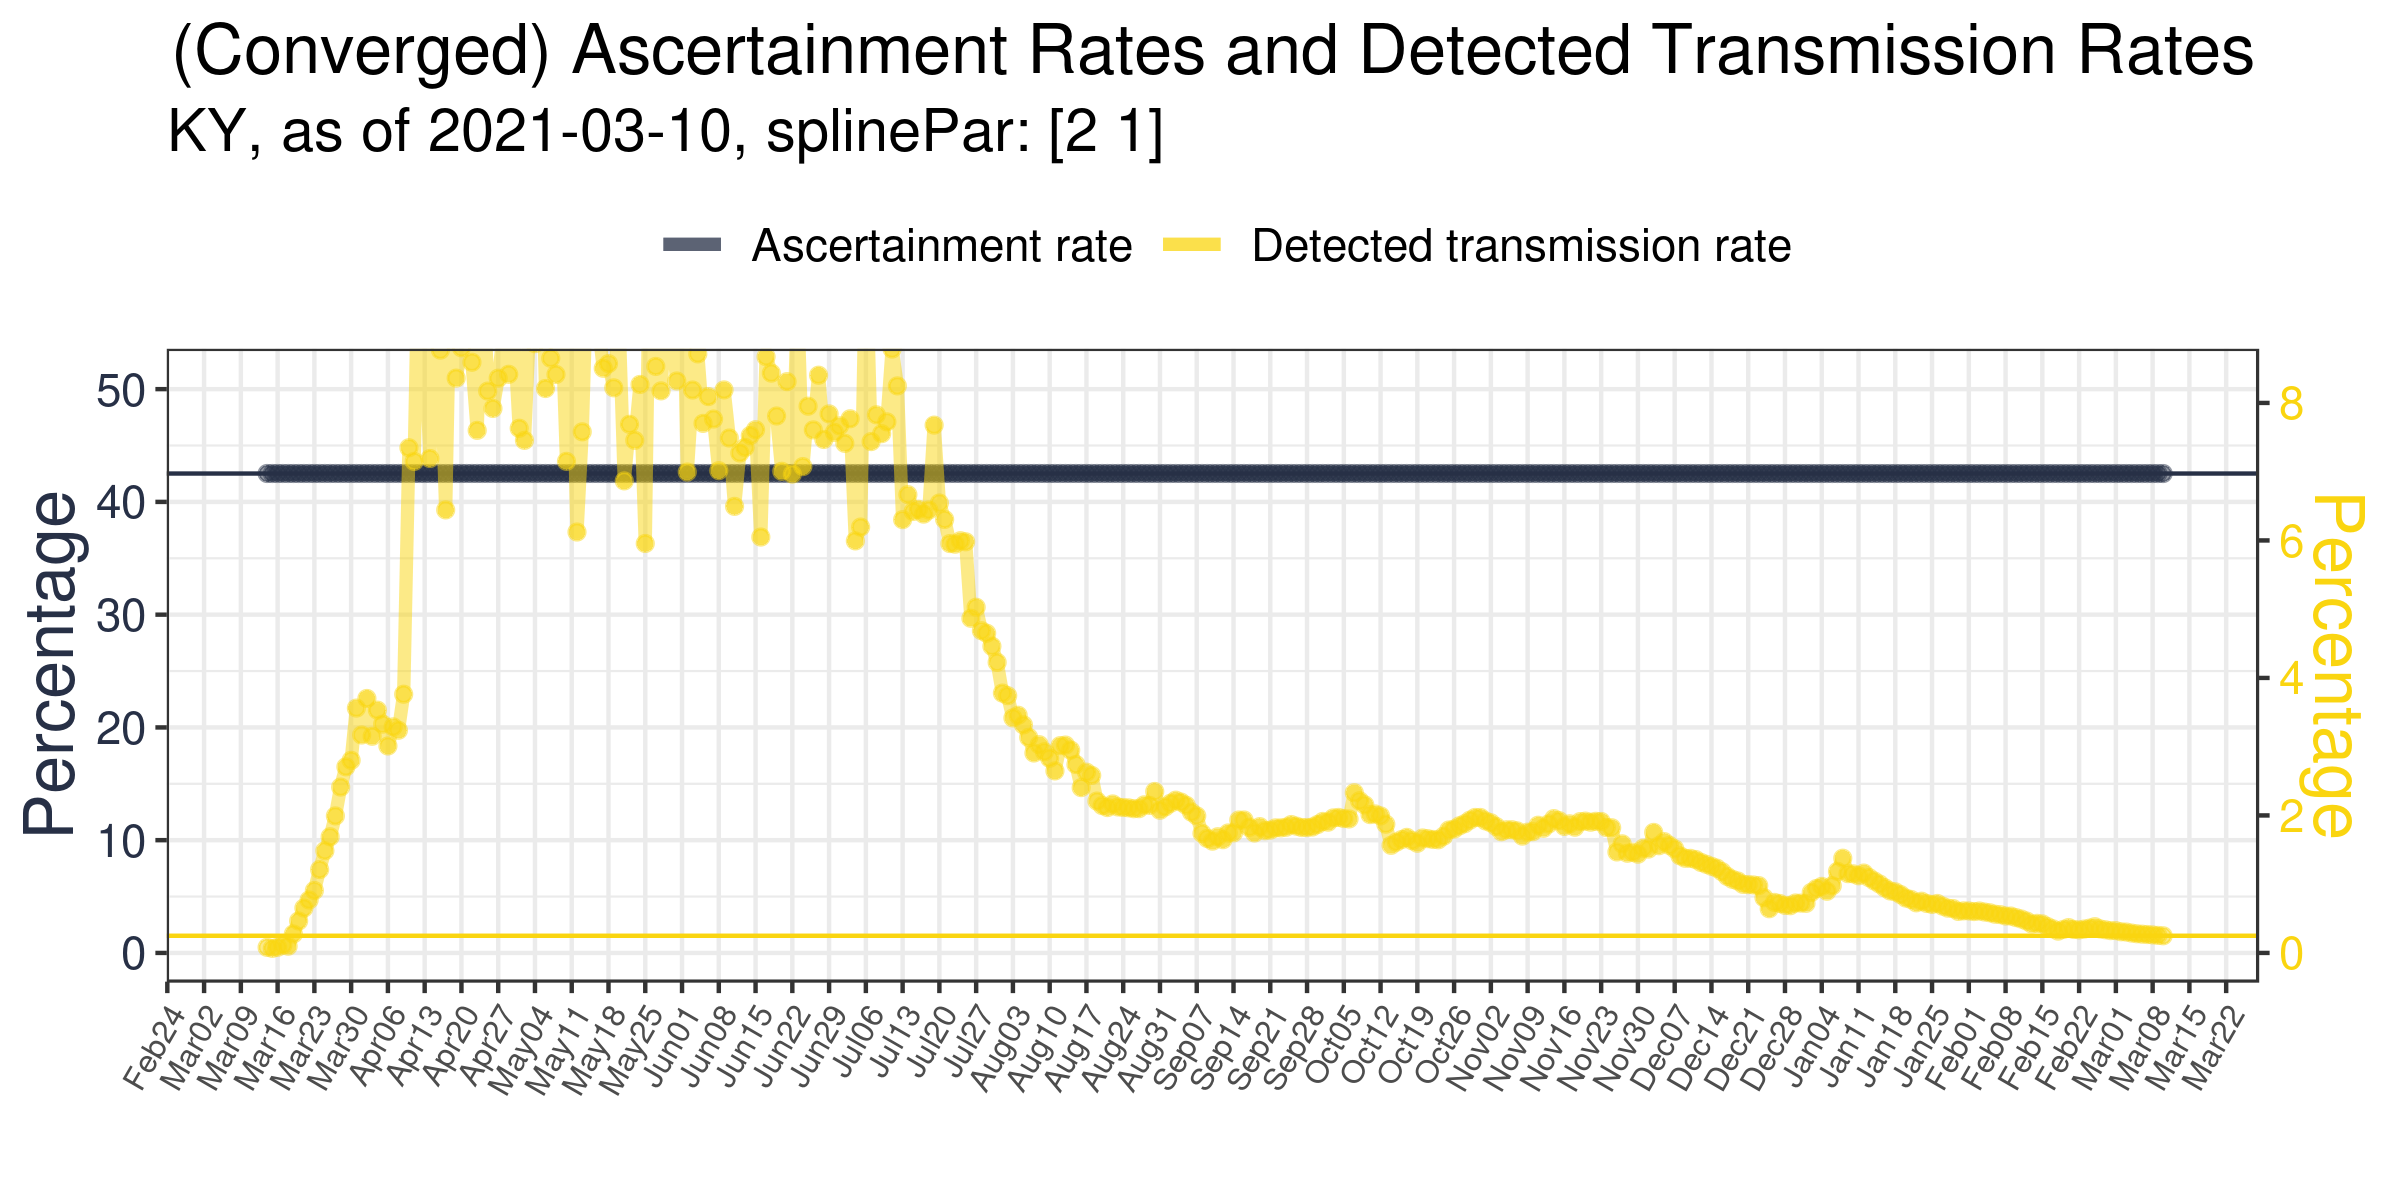 (Converged) Ascertainment Rates and Detected Transmission Rates
KY, as of 2021-03-10, splinePar: [2 1]
Ascertainment rate Detected transmission rate
Percentage
50
40
30
20
10
0
8
6
4
2
0
Percentage
Feb24 Mar02 Mar09 Mar16 Mar23 Mar30 Apr06 Apr13 Apr20 Apr27 May04 May11 May18 May25 Jun01 Jun08 Jun15 Jun22 Jun29 Jul06 Jul13 Jul20 Jul27 Aug03 Aug10 Aug17 Aug24 Aug31 Sep07 Sep14 Sep21 Sep28 Oct05 Oct12 Oct19 Oct26 Nov02 Nov09 Nov16 Nov23 Nov30 Dec07 Dec14 Dec21 Dec28 Jan04 Jan11 Jan18 Jan25 Feb01 Feb08 Feb15 Feb22 Mar01 Mar08 Mar15 Mar22